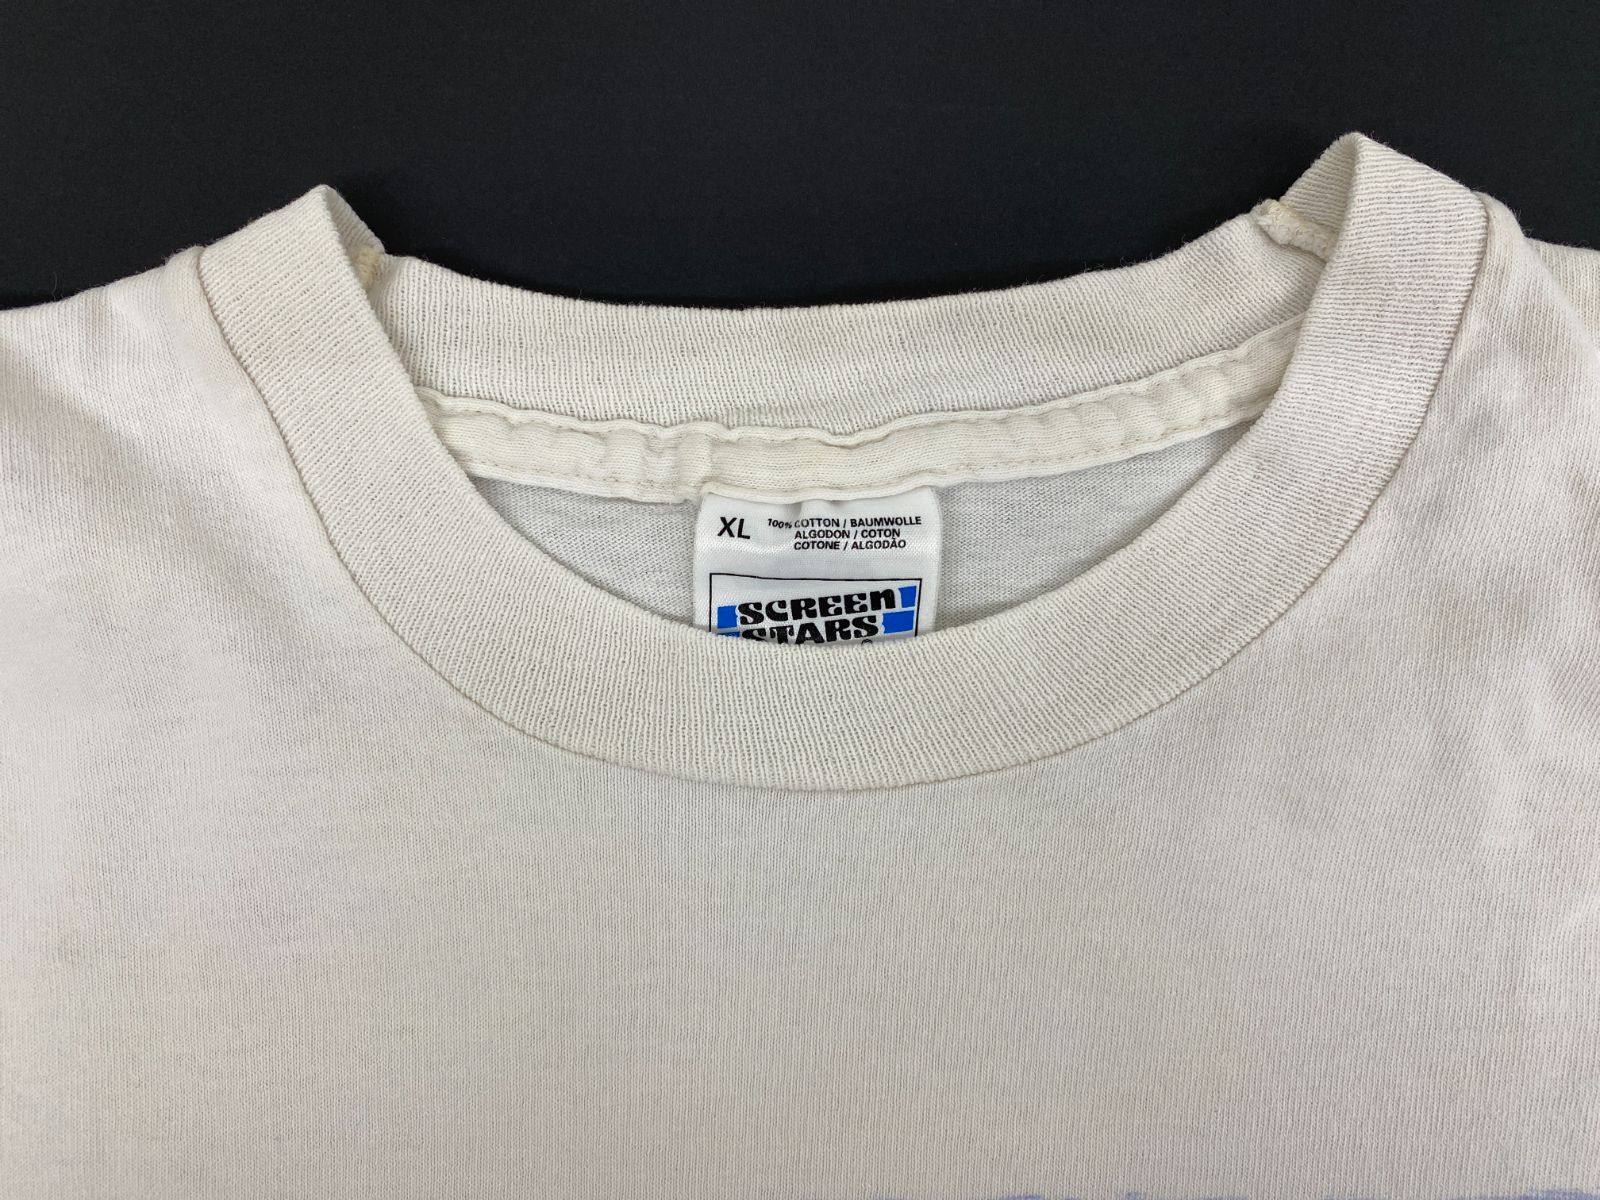 XL
100% COTTON / BAUMWOLLE
ALGODON / COTON
COTONE / ALGODÃO
SCREEN
STARS